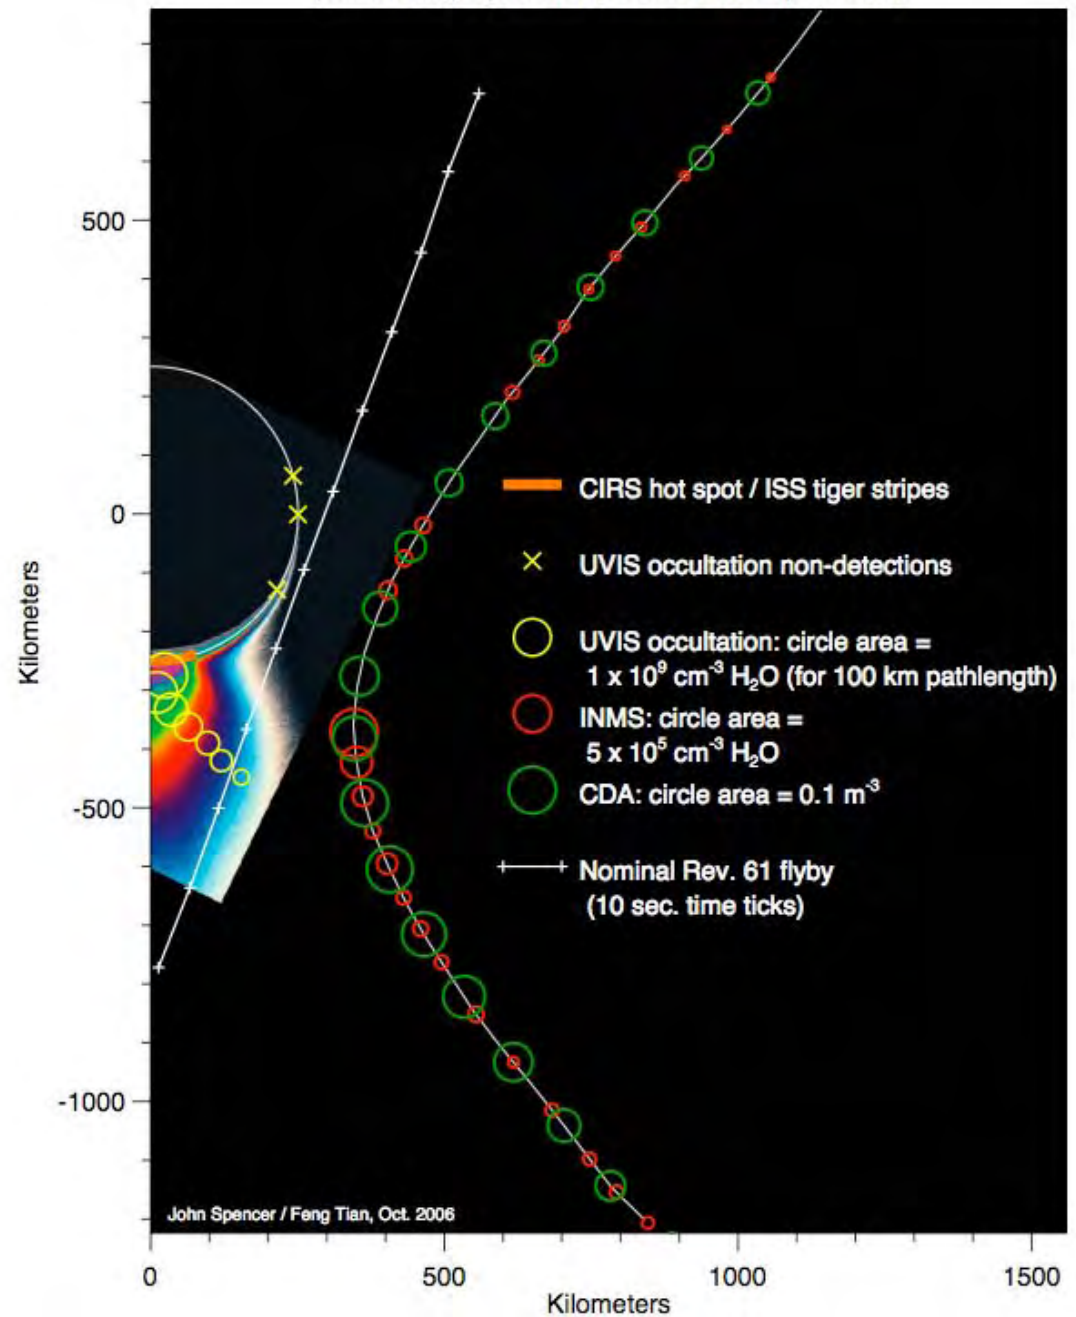 500
0
-500
-1000
Kilometers
CIRS hot spot / ISS tiger stripes
UVIS occultation non-detections
UVIS occultation: circle area =
1 x 10⁹ cm⁻³ H₂O (for 100 km pathlength)
INMS: circle area =
5 x 10⁵ cm⁻³ H₂O
CDA: circle area = 0.1 m⁻³
Nominal Rev. 61 flyby
(10 sec. time ticks)
John Spencer / Feng Tian, Oct. 2006
0
500
1000
1500
Kilometers